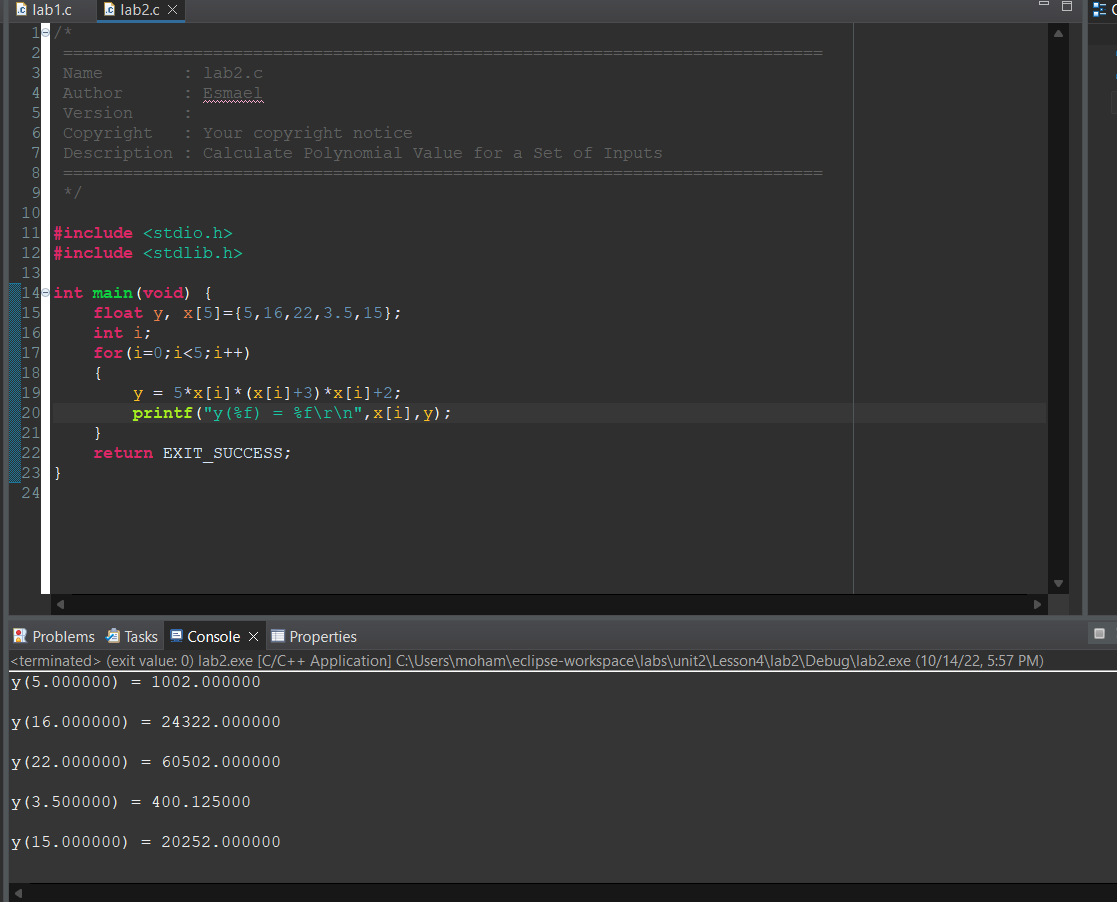 lab1.c lab2.c
1 /*
2 ============================================================================
3 Name : lab2.c
4 Author : Esmael
5 Version :
6 Copyright : Your copyright notice
7 Description : Calculate Polynomial Value for a Set of Inputs
8 ============================================================================
9 */
10
11 #include <stdio.h>
12 #include <stdlib.h>
13
14 int main(void) {
15 float y, x[5]={5,16,22,3.5,15};
16 int i;
17 for(i=0;i<5;i++)
18 {
19 y = 5*x[i]*(x[i]+3)*x[i]+2;
20 printf("y(%f) = %f\r\n",x[i],y);
21 }
22 return EXIT_SUCCESS;
23 }
24
Problems Tasks Console Properties
<terminated> (exit value: 0) lab2.exe [C/C++ Application] C:\Users\moham\eclipse-workspace\labs\unit2\Lesson4\lab2\Debug\lab2.exe (10/14/22, 5:57 PM)
y(5.000000) = 1002.000000
y(16.000000) = 24322.000000
y(22.000000) = 60502.000000
y(3.500000) = 400.125000
y(15.000000) = 20252.000000